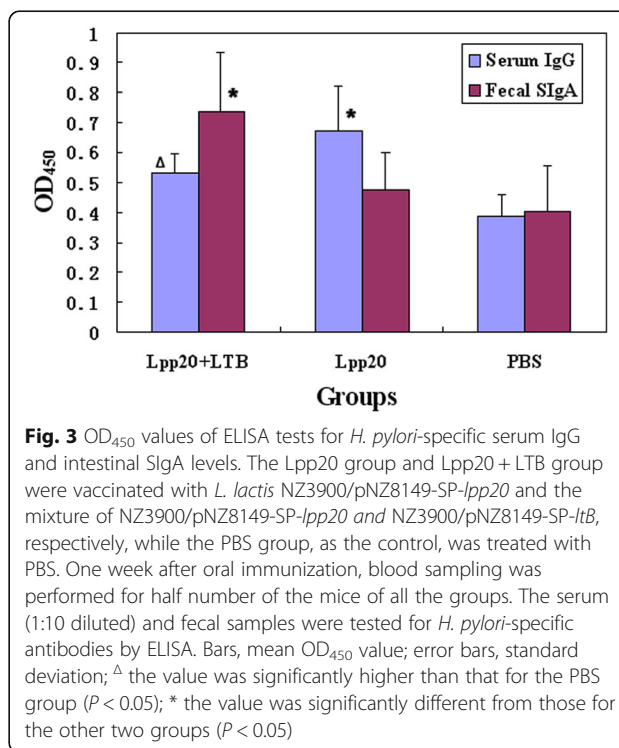 1
0.9
0.8
0.7
0.6
0.5
0.4
0.3
0.2
0.1
0
OD450
Serum IgG
Fecal SIgA
Δ
*
*
Lpp20+LTB Lpp20 PBS
Groups
Fig. 3 OD450 values of ELISA tests for H. pylori-specific serum IgG
and intestinal SIgA levels. The Lpp20 group and Lpp20 + LTB group
were vaccinated with L. lactis NZ3900/pNZ8149-SP-lpp20 and the
mixture of NZ3900/pNZ8149-SP-lpp20 and NZ3900/pNZ8149-SP-ltB,
respectively, while the PBS group, as the control, was treated with
PBS. One week after oral immunization, blood sampling was
performed for half number of the mice of all the groups. The serum
(1:10 diluted) and fecal samples were tested for H. pylori-specific
antibodies by ELISA. Bars, mean OD450 value; error bars, standard
deviation; Δ the value was significantly higher than that for the PBS
group (P < 0.05); * the value was significantly different from those for
the other two groups (P < 0.05)